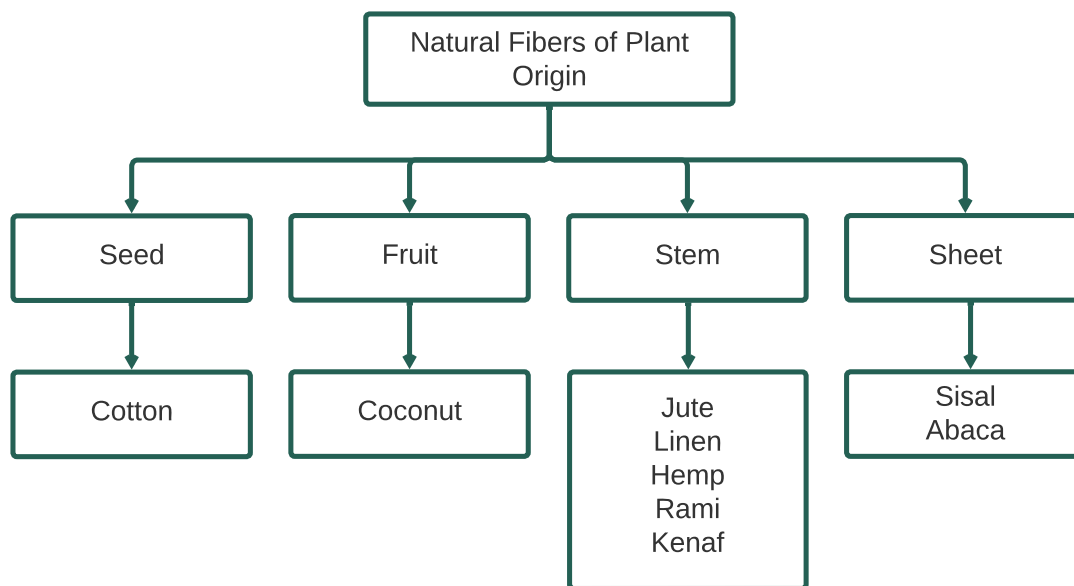 Natural Fibers of Plant
Origin
Seed
Fruit
Stem
Sheet
Cotton
Coconut
Jute
Linen
Hemp
Rami
Kenaf
Sisal
Abaca